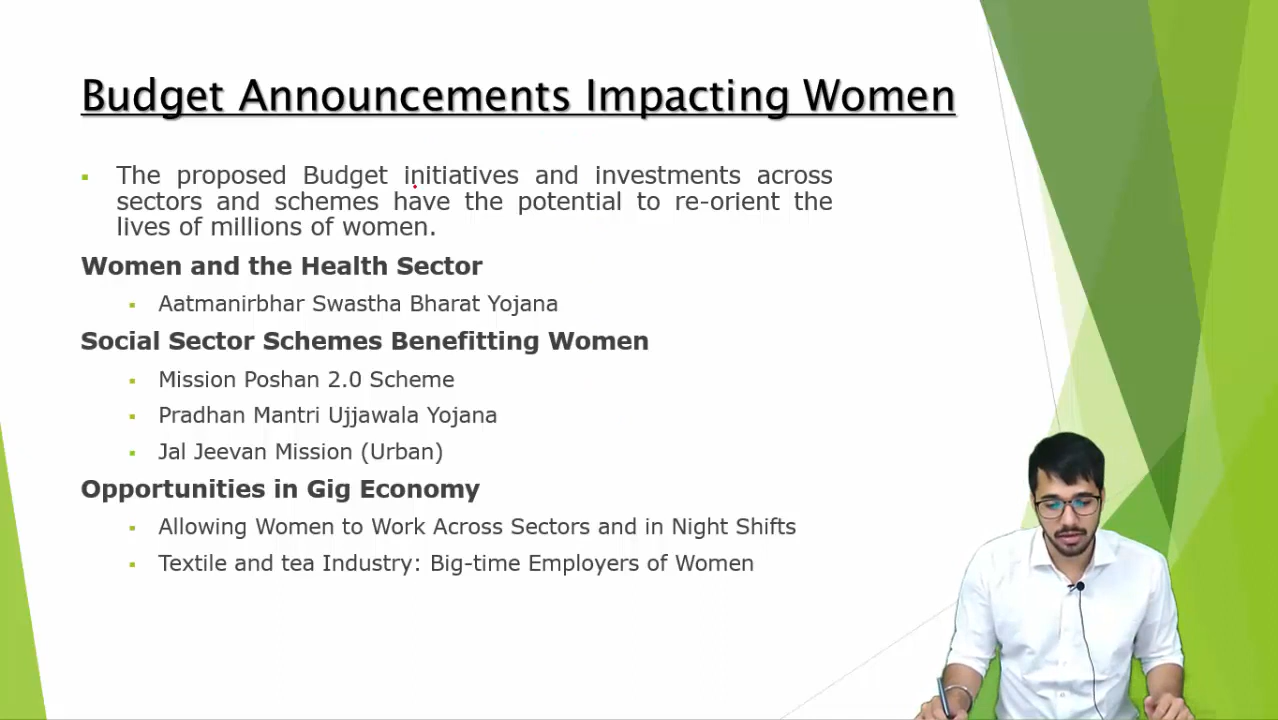 Budget Announcements Impacting Women
The proposed Budget initiatives and investments across
sectors and schemes have the potential to re-orient the
lives of millions of women.
Women and the Health Sector
Aatmanirbhar Swastha Bharat Yojana
Social Sector Schemes Benefitting Women
Mission Poshan 2.0 Scheme
Pradhan Mantri Ujjawala Yojana
Jal Jeevan Mission (Urban)
Opportunities in Gig Economy
Allowing Women to Work Across Sectors and in Night Shifts
Textile and tea Industry: Big-time Employers of Women